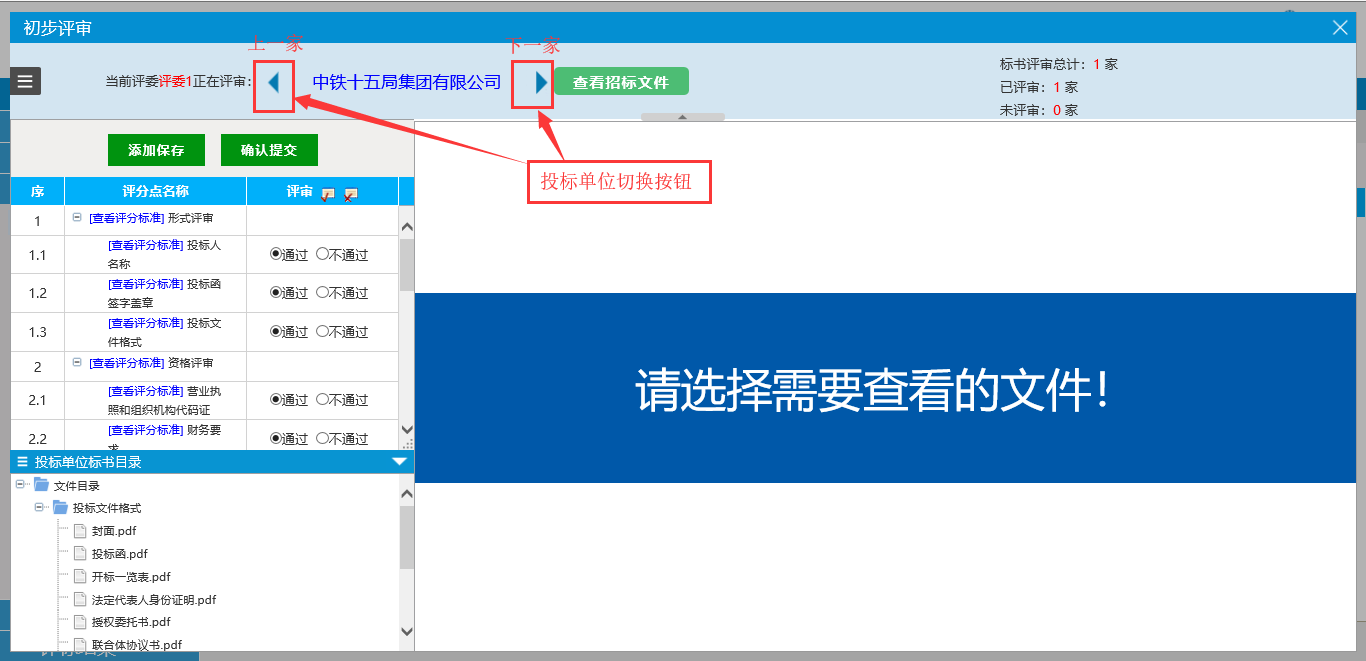 初步评审
上一家
下一家
当前评委评委1正在评审:
中铁十五局集团有限公司
查看招标文件
标书评审总计: 1 家
已评审: 1 家
未评审: 0 家
添加保存
确认提交
投标单位切换按钮
序 评分点名称 评审
1 [查看评分标准] 形式评审
1.1 [查看评分标准] 投标人
名称
通过 不通过
1.2 [查看评分标准] 投标函
签字盖章
通过 不通过
1.3 [查看评分标准] 投标文
件格式
通过 不通过
2 [查看评分标准] 资格评审
2.1 [查看评分标准] 营业执
照和组织机构代码证
通过 不通过
2.2 [查看评分标准] 财务要
求
通过 不通过
请选择需要查看的文件!
投标单位标书目录
文件目录
投标文件格式
封面.pdf
投标函.pdf
开标一览表.pdf
法定代表人身份证明.pdf
授权委托书.pdf
联合体协议书.pdf